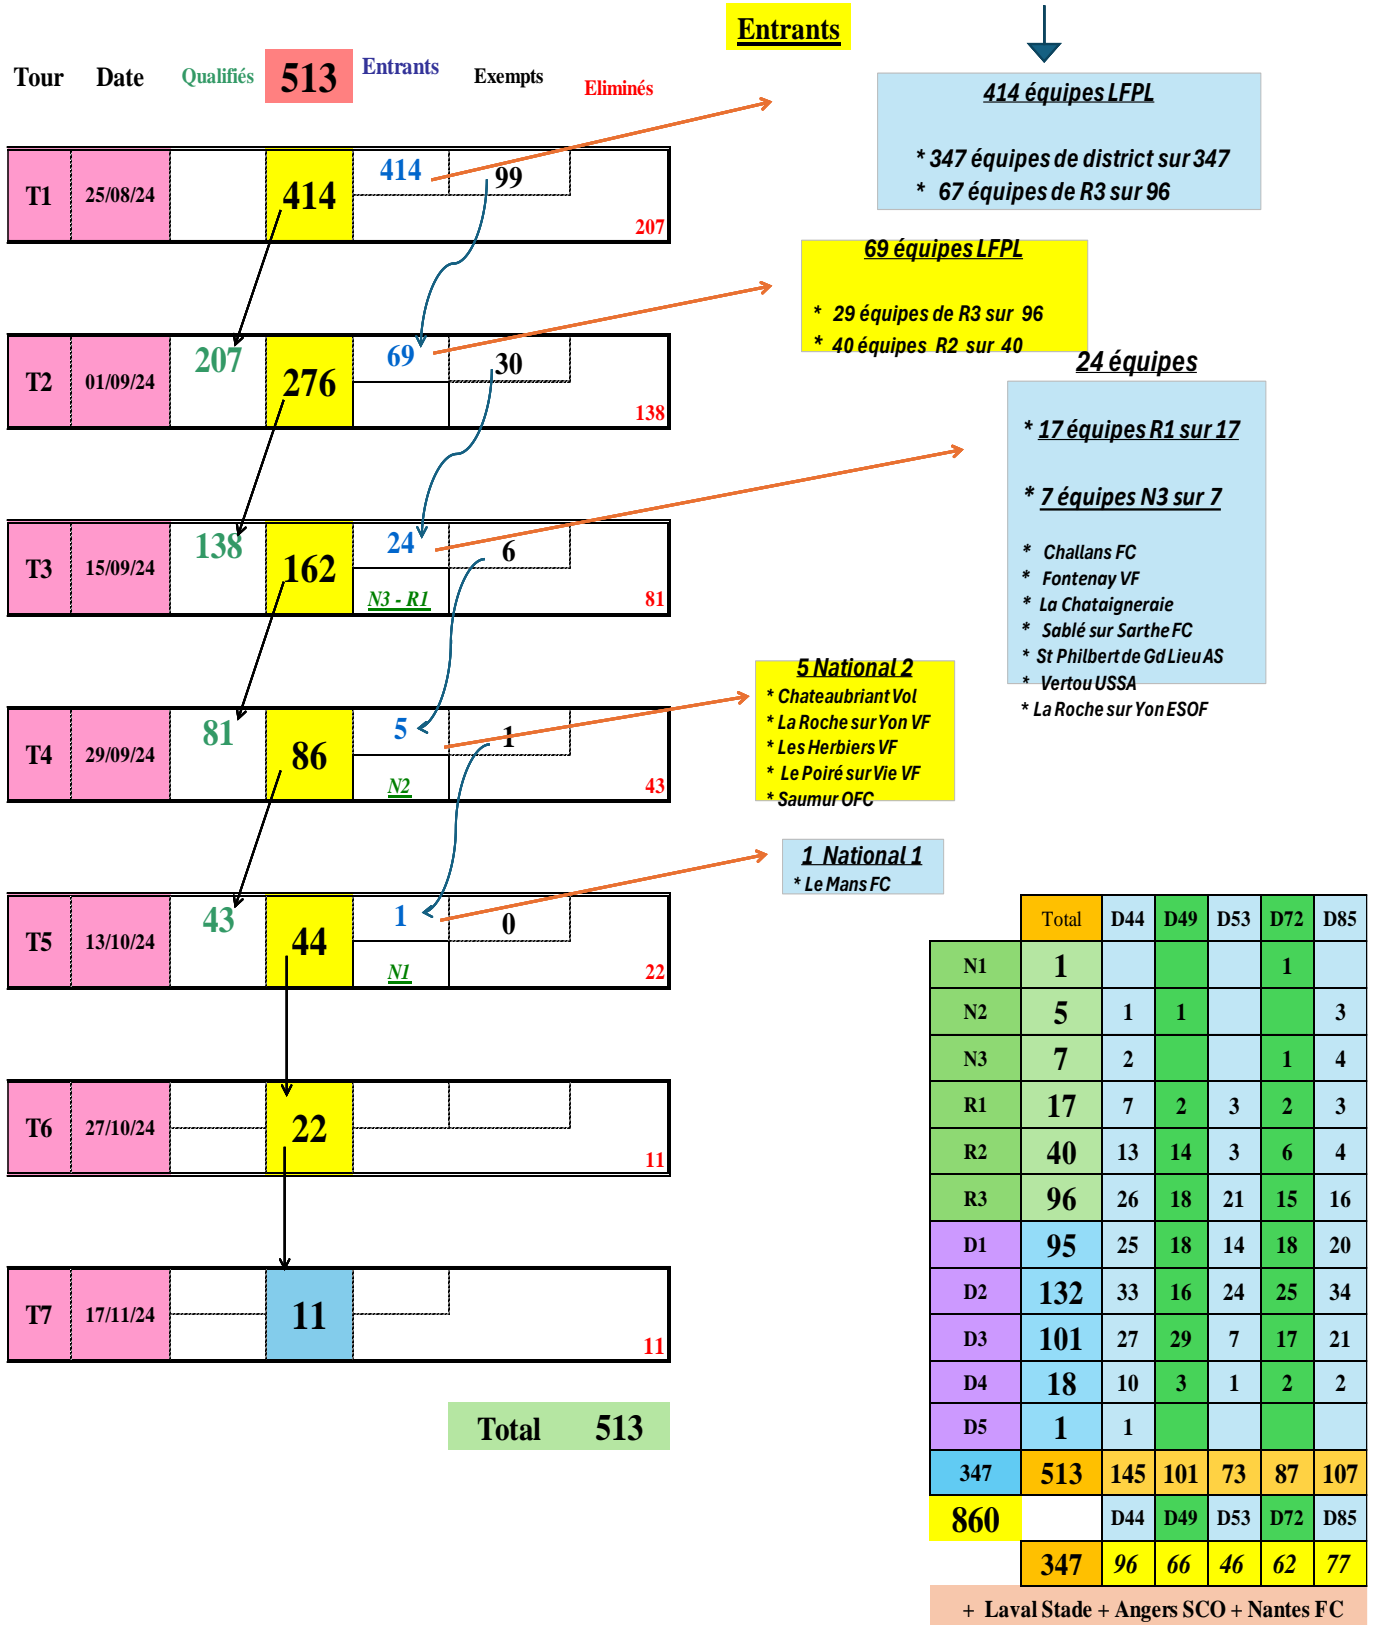 Entrants
Tour Date Qualifiés 513 Entrants Exempts Eliminés
414 équipes LFPL
* 347 équipes de district sur 347
* 67 équipes de R3 sur 96
T1 25/08/24 414 414 99 207
69 équipes LFPL
* 29 équipes de R3 sur 96
* 40 équipes R2 sur 40
T2 01/09/24 207 276 69 30 138
24 équipes
* 17 équipes R1 sur 17
* 7 équipes N3 sur 7
* Challans FC
* Fontenay VF
* La Chataigneraie
* Sablé sur Sarthe FC
* St Philbert de Gd Lieu AS
* Vertou USSA
* La Roche sur Yon ESOF
T3 15/09/24 138 162 24 6 81
N3 - R1
5 National 2
* Chateaubriant Vol
* La Roche sur Yon VF
* Les Herbiers VF
* Le Poiré sur Vie VF
* Saumur OFC
T4 29/09/24 81 86 5 1 43
N2
1 National 1
* Le Mans FC
T5 13/10/24 43 44 1 0 22
N1
T6 27/10/24 22 11
T7 17/11/24 11 11
Total 513
Total D44 D49 D53 D72 D85
N1 1 1
N2 5 1 1 3
N3 7 2 1 4
R1 17 7 2 3 2 3
R2 40 13 14 3 6 4
R3 96 26 18 21 15 16
D1 95 25 18 14 18 20
D2 132 33 16 24 25 34
D3 101 27 29 7 17 21
D4 18 10 3 1 2 2
D5 1 1
347 513 145 101 73 87 107
860 D44 D49 D53 D72 D85
347 96 66 46 62 77
+ Laval Stade + Angers SCO + Nantes FC